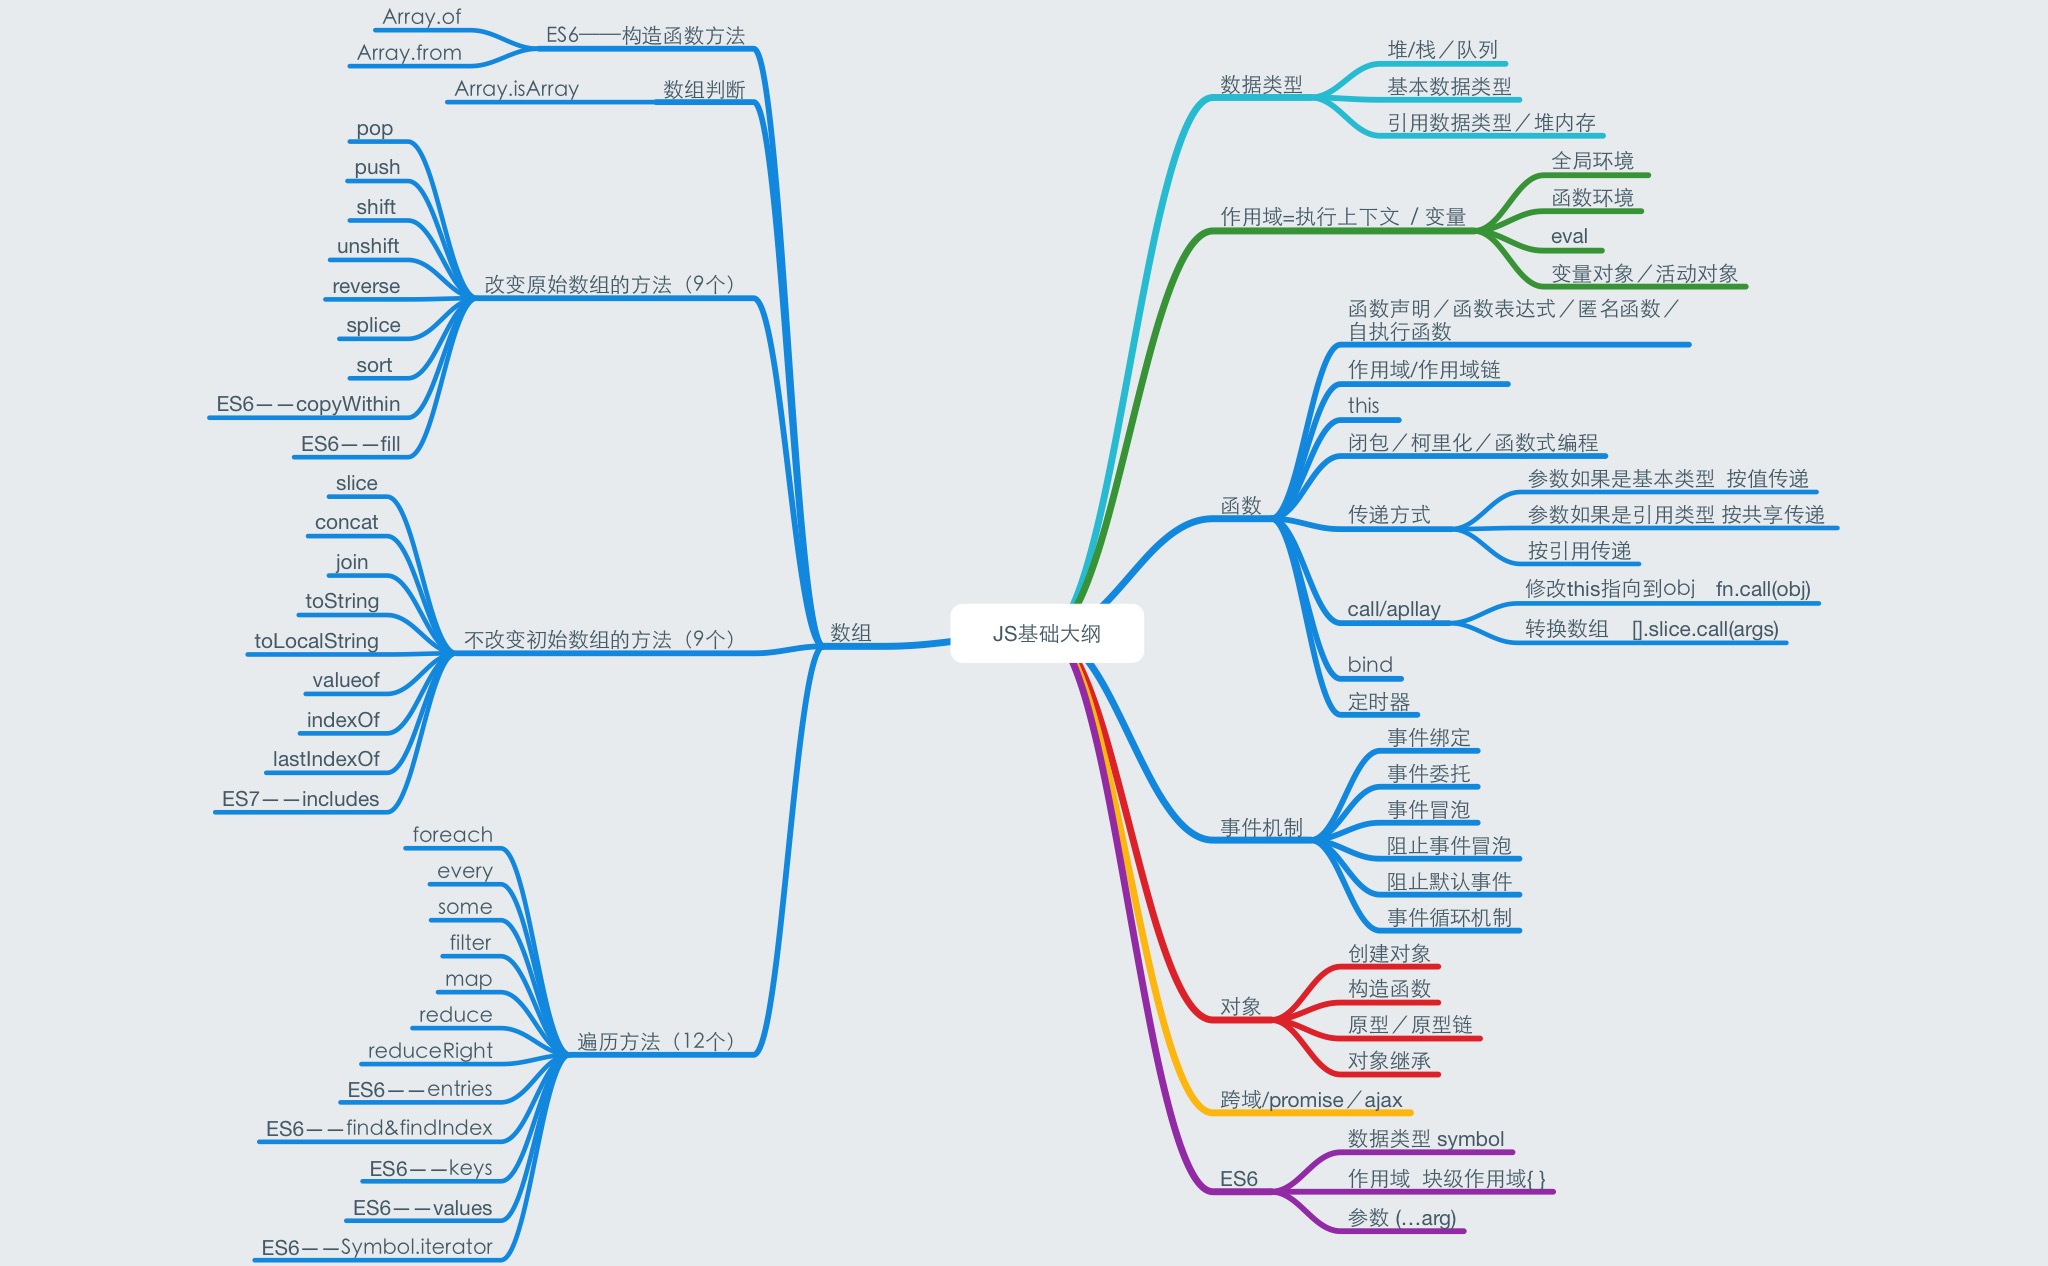 JS基础大纲
数组
ES6——构造函数方法
Array.of
Array.from
数组判断
Array.isArray
改变原始数组的方法（9个）
pop
push
shift
unshift
reverse
splice
sort
ES6——copyWithin
ES6——fill
不改变初始数组的方法（9个）
slice
concat
join
toString
toLocalString
valueof
indexOf
lastIndexOf
ES7——includes
遍历方法（12个）
foreach
every
some
filter
map
reduce
reduceRight
ES6——entries
ES6——find&findIndex
ES6——keys
ES6——values
ES6——Symbol.iterator
数据类型
堆/栈／队列
基本数据类型
引用数据类型／堆内存
作用域=执行上下文 / 变量
全局环境
函数环境
eval
变量对象／活动对象
函数
函数声明／函数表达式／匿名函数／
自执行函数
作用域/作用域链
this
闭包／柯里化／函数式编程
传递方式
参数如果是基本类型 按值传递
参数如果是引用类型 按共享传递
按引用传递
call/apllay
修改this指向到obj fn.call(obj)
转换数组 [].slice.call(args)
bind
定时器
事件机制
事件绑定
事件委托
事件冒泡
阻止事件冒泡
阻止默认事件
事件循环机制
对象
创建对象
构造函数
原型／原型链
对象继承
跨域/promise／ajax
ES6
数据类型 symbol
作用域 块级作用域{ }
参数 (...arg)